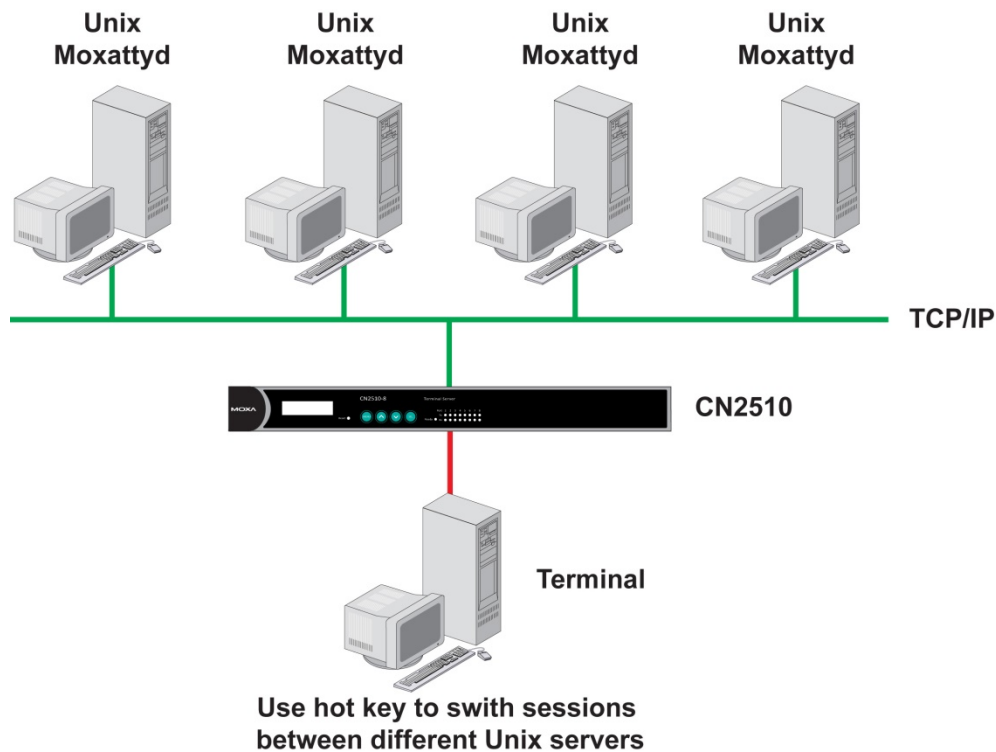 Unix
Moxattyd
Unix
Moxattyd
Unix
Moxattyd
Unix
Moxattyd
TCP/IP
MOXA
CN2510-8
Terminal Server
CN2510
Terminal
Use hot key to swith sessions
between different Unix servers